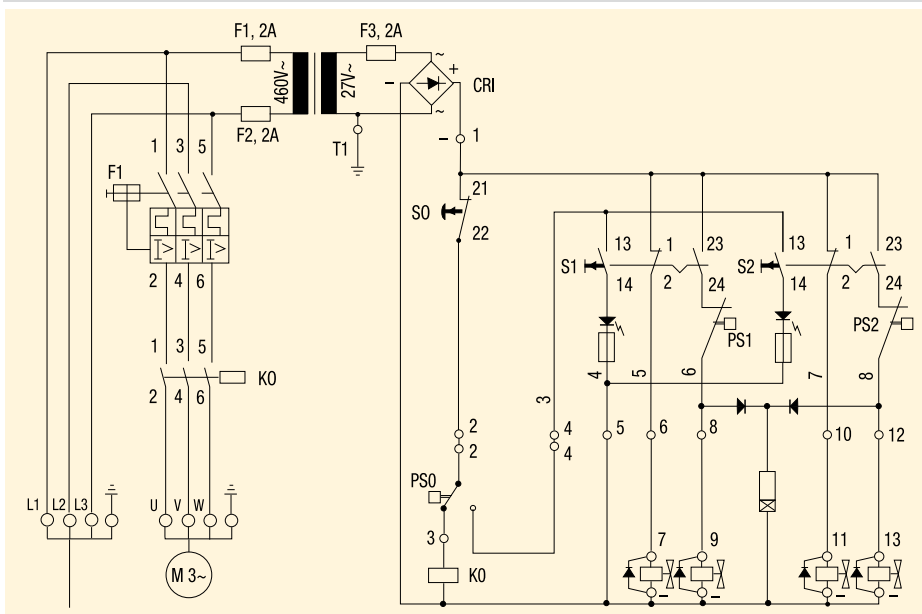 F1, 2A
F3, 2A
460V~
27V~
~
+
−
CRI
~
F2, 2A
T1
− 1
1 3 5
F1
I> I> I>
2 4 6
21
S0
22
S1
13
14
1
2
23
24
PS1
S2
13
14
1
2
23
24
PS2
1 3 5
K0
2 4 6
3
4
5
6
7
8
2
2
4
4
5
6
8
10
12
PS0
3
K0
L1 L2 L3
U V W
M 3~
7
9
11
13
−
−
−
−